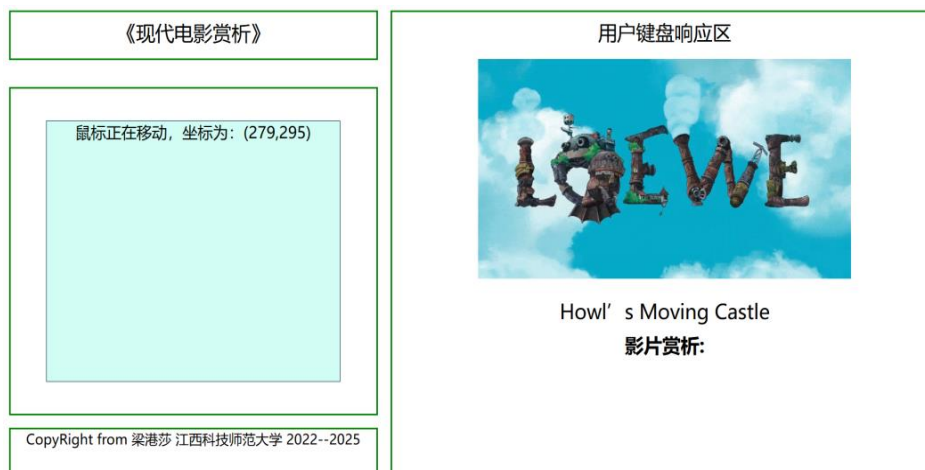 《现代电影赏析》
鼠标正在移动，坐标为：(279,295)
CopyRight from 梁港莎 江西科技师范大学 2022--2025
用户键盘响应区
LOEWE
Howl’s Moving Castle
影片赏析: